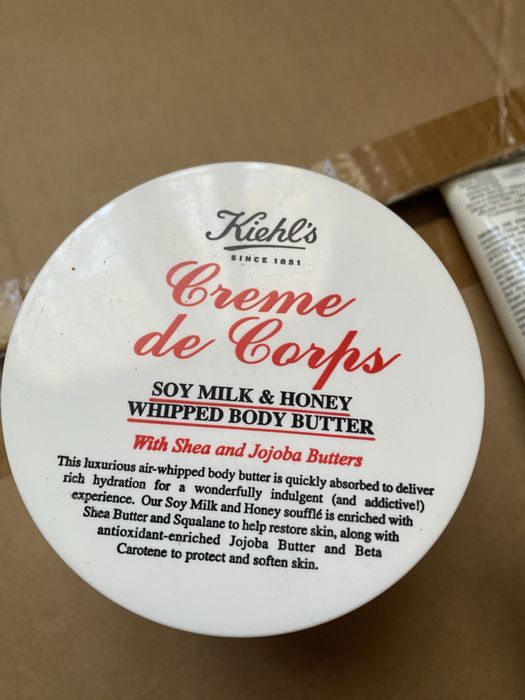 Kiehl's
SINCE 1851
Creme
de Corps
SOY MILK & HONEY
WHIPPED BODY BUTTER
With Shea and Jojoba Butters
This luxurious air-whipped body butter is quickly absorbed to deliver
rich hydration for a wonderfully indulgent (and addictive!)
experience. Our Soy Milk and Honey soufflé is enriched with
Shea Butter and Squalane to help restore skin, along with
antioxidant-enriched Jojoba Butter and Beta
Carotene to protect and soften skin.